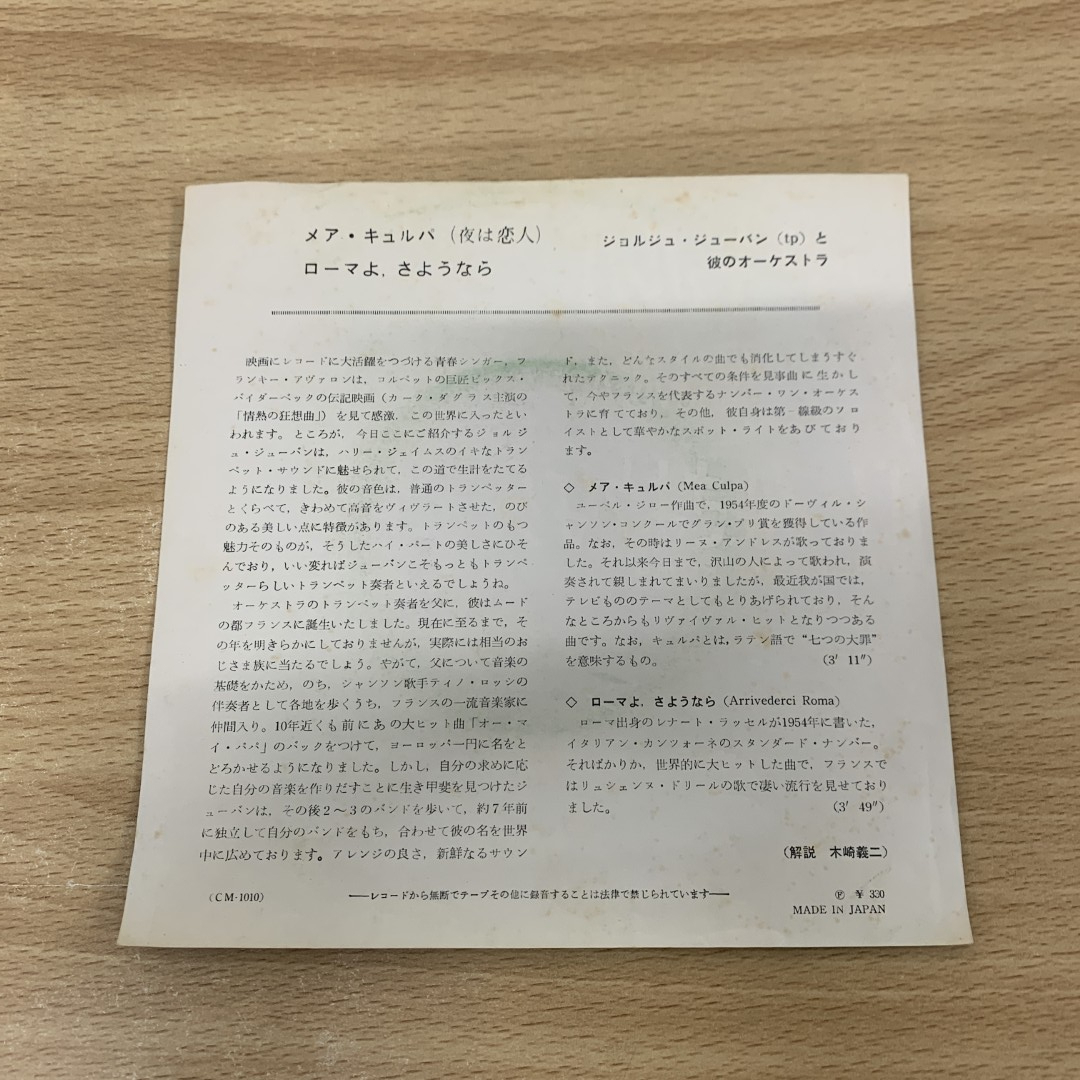 メア・キュルパ（夜は恋人）
ローマよ，さようなら
ジョルジュ・ジューバン（tp）と
彼のオーケストラ
映画にレコードに大活躍をつづける青春シンガー，フ
ランキー・アヴァロンは，コルペットの巨匠ビックス・
バイダーベックの伝記映画（カーク・ダグラス主演の
「情熱の狂想曲」）を見て感激，この世界に入ったとい
われます。ところが，今日ここにご紹介するジョルジ
ュ・ジューバンは，ハリー・ジェイムスのイキなトラン
ペット・サウンドに魅せられて，この道で生計をたてる
ようになりました。彼の音色は，普通のトランペッター
とくらべて，きわめて高音をヴィヴラートさせた，のび
のある美しい点に特徴があります。トランペットのもつ
魅力そのものが，そうしたハイ・パートの美しさにひそ
んでおり，いい変ればジューバンこそもっともトランペ
ッターらしいトランペット奏者といえるでしょうね。
オーケストラのトランペット奏者を父に，彼はムード
の都フランスに誕生いたしました。現在に至るまで，そ
の年を明きらかにしておりませんが，実際には相当のお
じさま族に当たるでしょう。やがて，父について音楽の
基礎をかため，のち，シャンソン歌手ティノ・ロッシの
伴奏者として各地を歩くうち，フランスの一流音楽家に
仲間入り。10年近くも前にあの大ヒット曲「オー・マ
イ・パパ」のバックをつけて，ヨーロッパ一円に名をと
どろかせるようになりました。しかし，自分の求めに応
じた自分の音楽を作りだすことに生き甲斐を見つけたジ
ューバンは，その後2～3のバンドを歩いて，約7年前
に独立して自分のバンドをもち，合わせて彼の名を世界
中に広めております。アレンジの良さ，新鮮なるサウン
ド，また，どんなスタイルの曲でも消化してしまうすぐ
れたテクニック。そのすべての条件を見事曲に生かし
て，今やフランスを代表するナンバー・ワン・オーケス
トラに育てており，その他，彼自身は第一線級のソロ
イストとして華やかなスポット・ライトをあびており
ます。
◇ メア・キュルパ（Mea Culpa）
ユーベル・ジロー作曲で，1954年度のドーヴィル・シ
ャンソン・コンクールでグラン・プリ賞を獲得している作
品。なお，その時はリーヌ・アンドレスが歌っておりま
した。それ以来今日まで，沢山の人によって歌われ，演
奏されて親しまれてまいりましたが，最近我が国では，
テレビもののテーマとしてもとりあげられており，そん
なところからもリヴァイヴァル・ヒットとなりつつある
曲です。なお，キュルパとは，ラテン語で“七つの大罪”
を意味するもの。 （3′ 11″）
◇ ローマよ，さようなら（Arrivederci Roma）
ローマ出身のレナート・ラッセルが1954年に書いた，
イタリアン・カンツォーネのスタンダード・ナンバー。
そればかりか，世界的に大ヒットした曲で，フランスで
はリュシェンヌ・ドリールの歌で凄い流行を見せており
ました。 （3′ 49″）
（解説 木崎義二）
（CM-1010）
──レコードから無断でテープその他に録音することは法律で禁じられています──
Ⓟ ￥ 330
MADE IN JAPAN